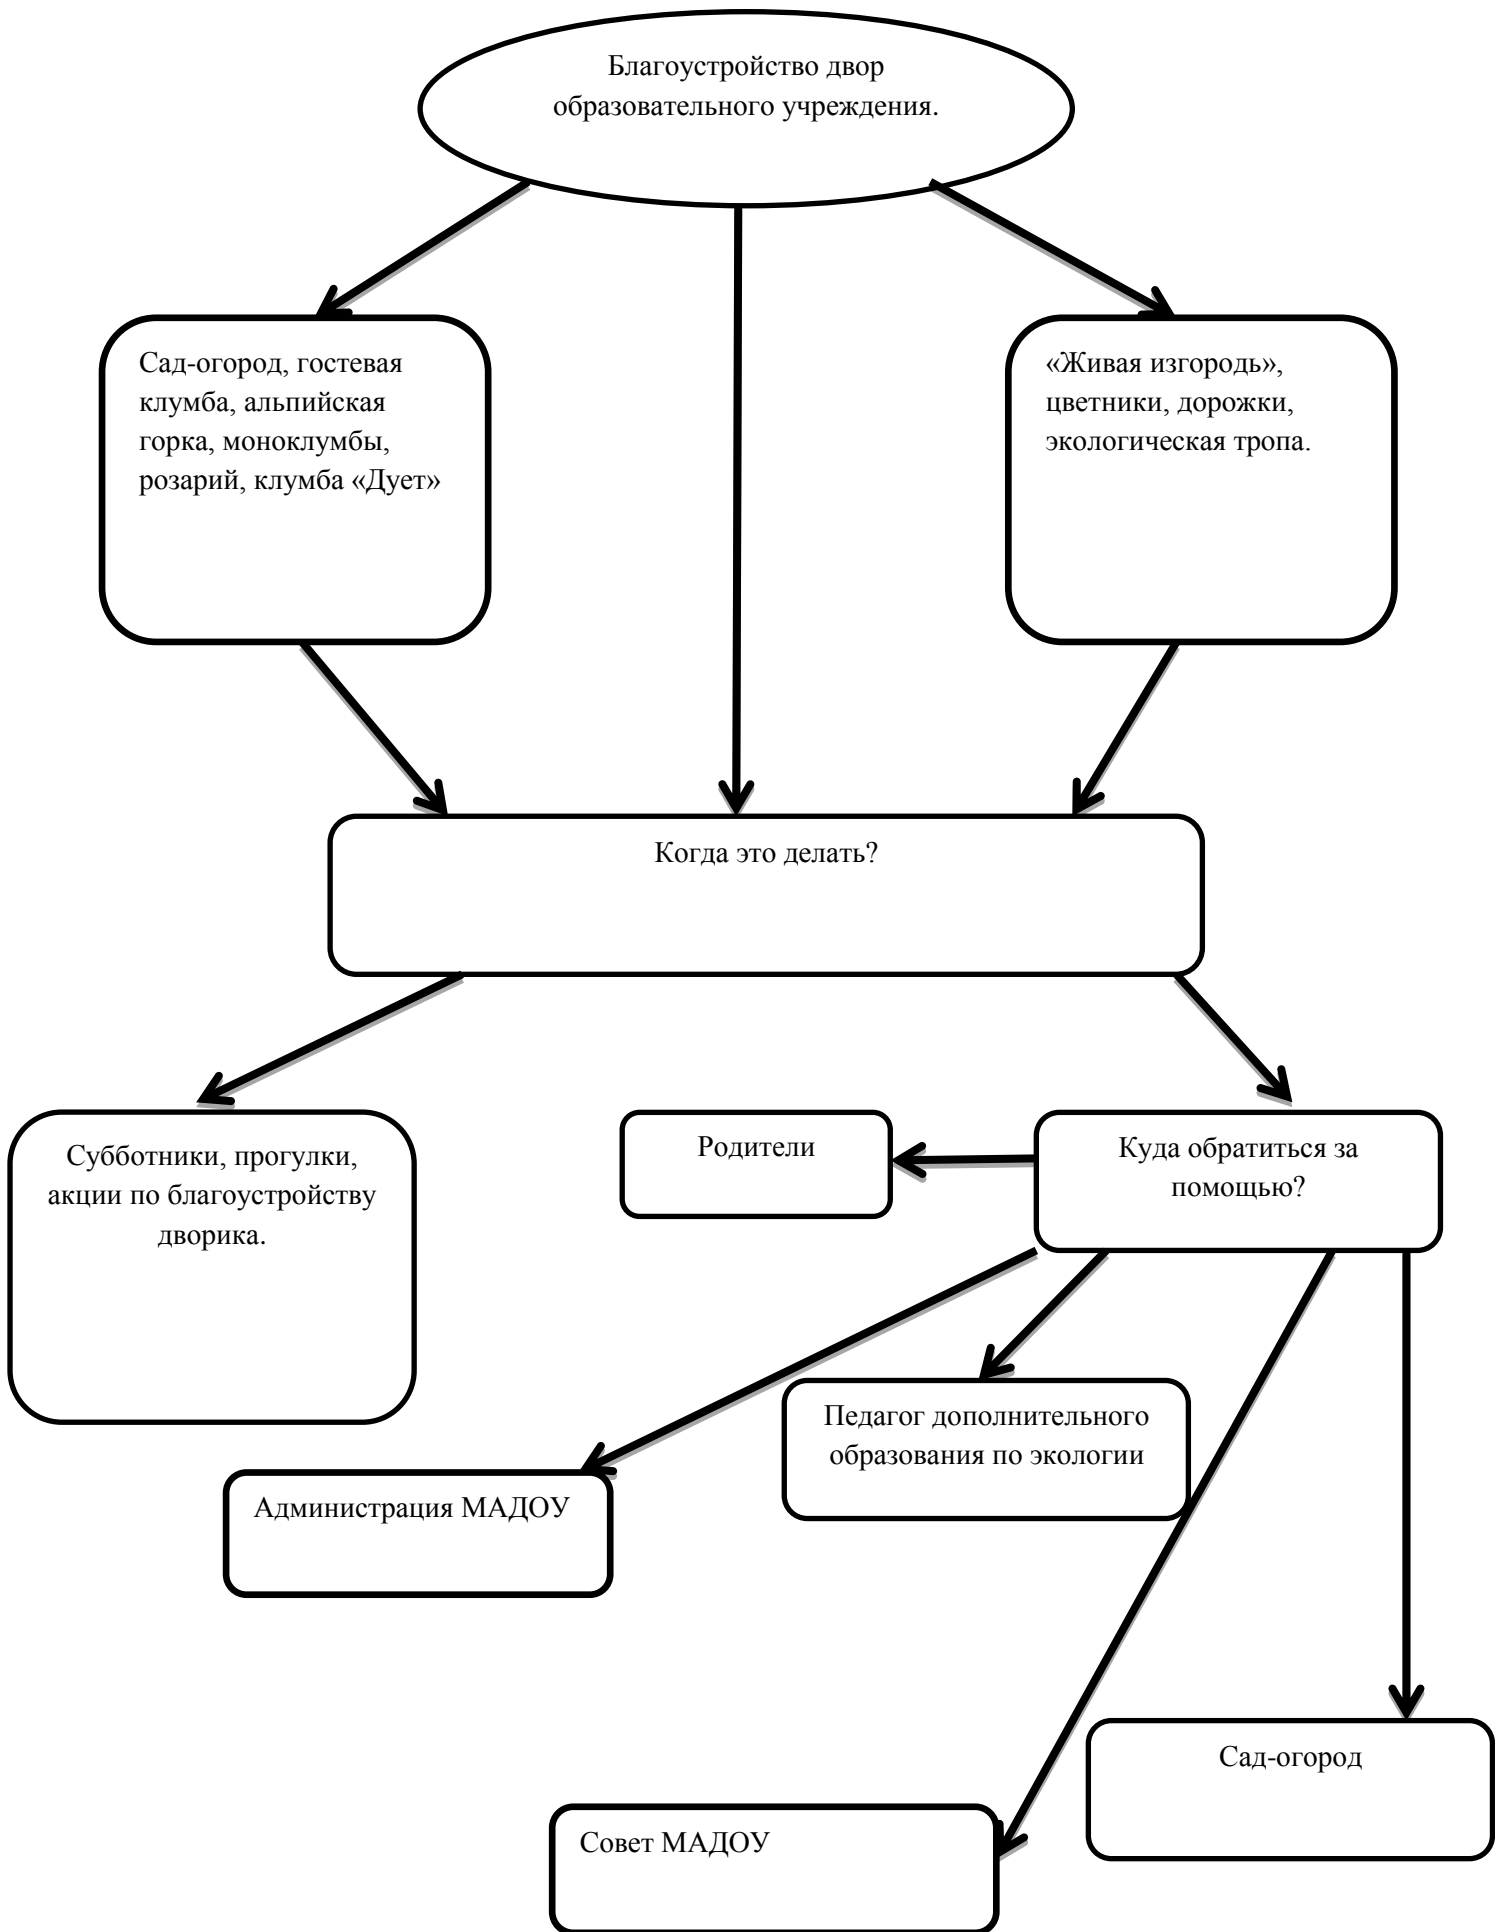 Благоустройство двор
образовательного учреждения.
Сад-огород, гостевая
клумба, альпийская
горка, моноклумбы,
розарий, клумба «Дует»
«Живая изгородь»,
цветники, дорожки,
экологическая тропа.
Когда это делать?
Субботники, прогулки,
акции по благоустройству
дворика.
Родители
Куда обратиться за
помощью?
Педагог дополнительного
образования по экологии
Администрация МАДОУ
Сад-огород
Совет МАДОУ